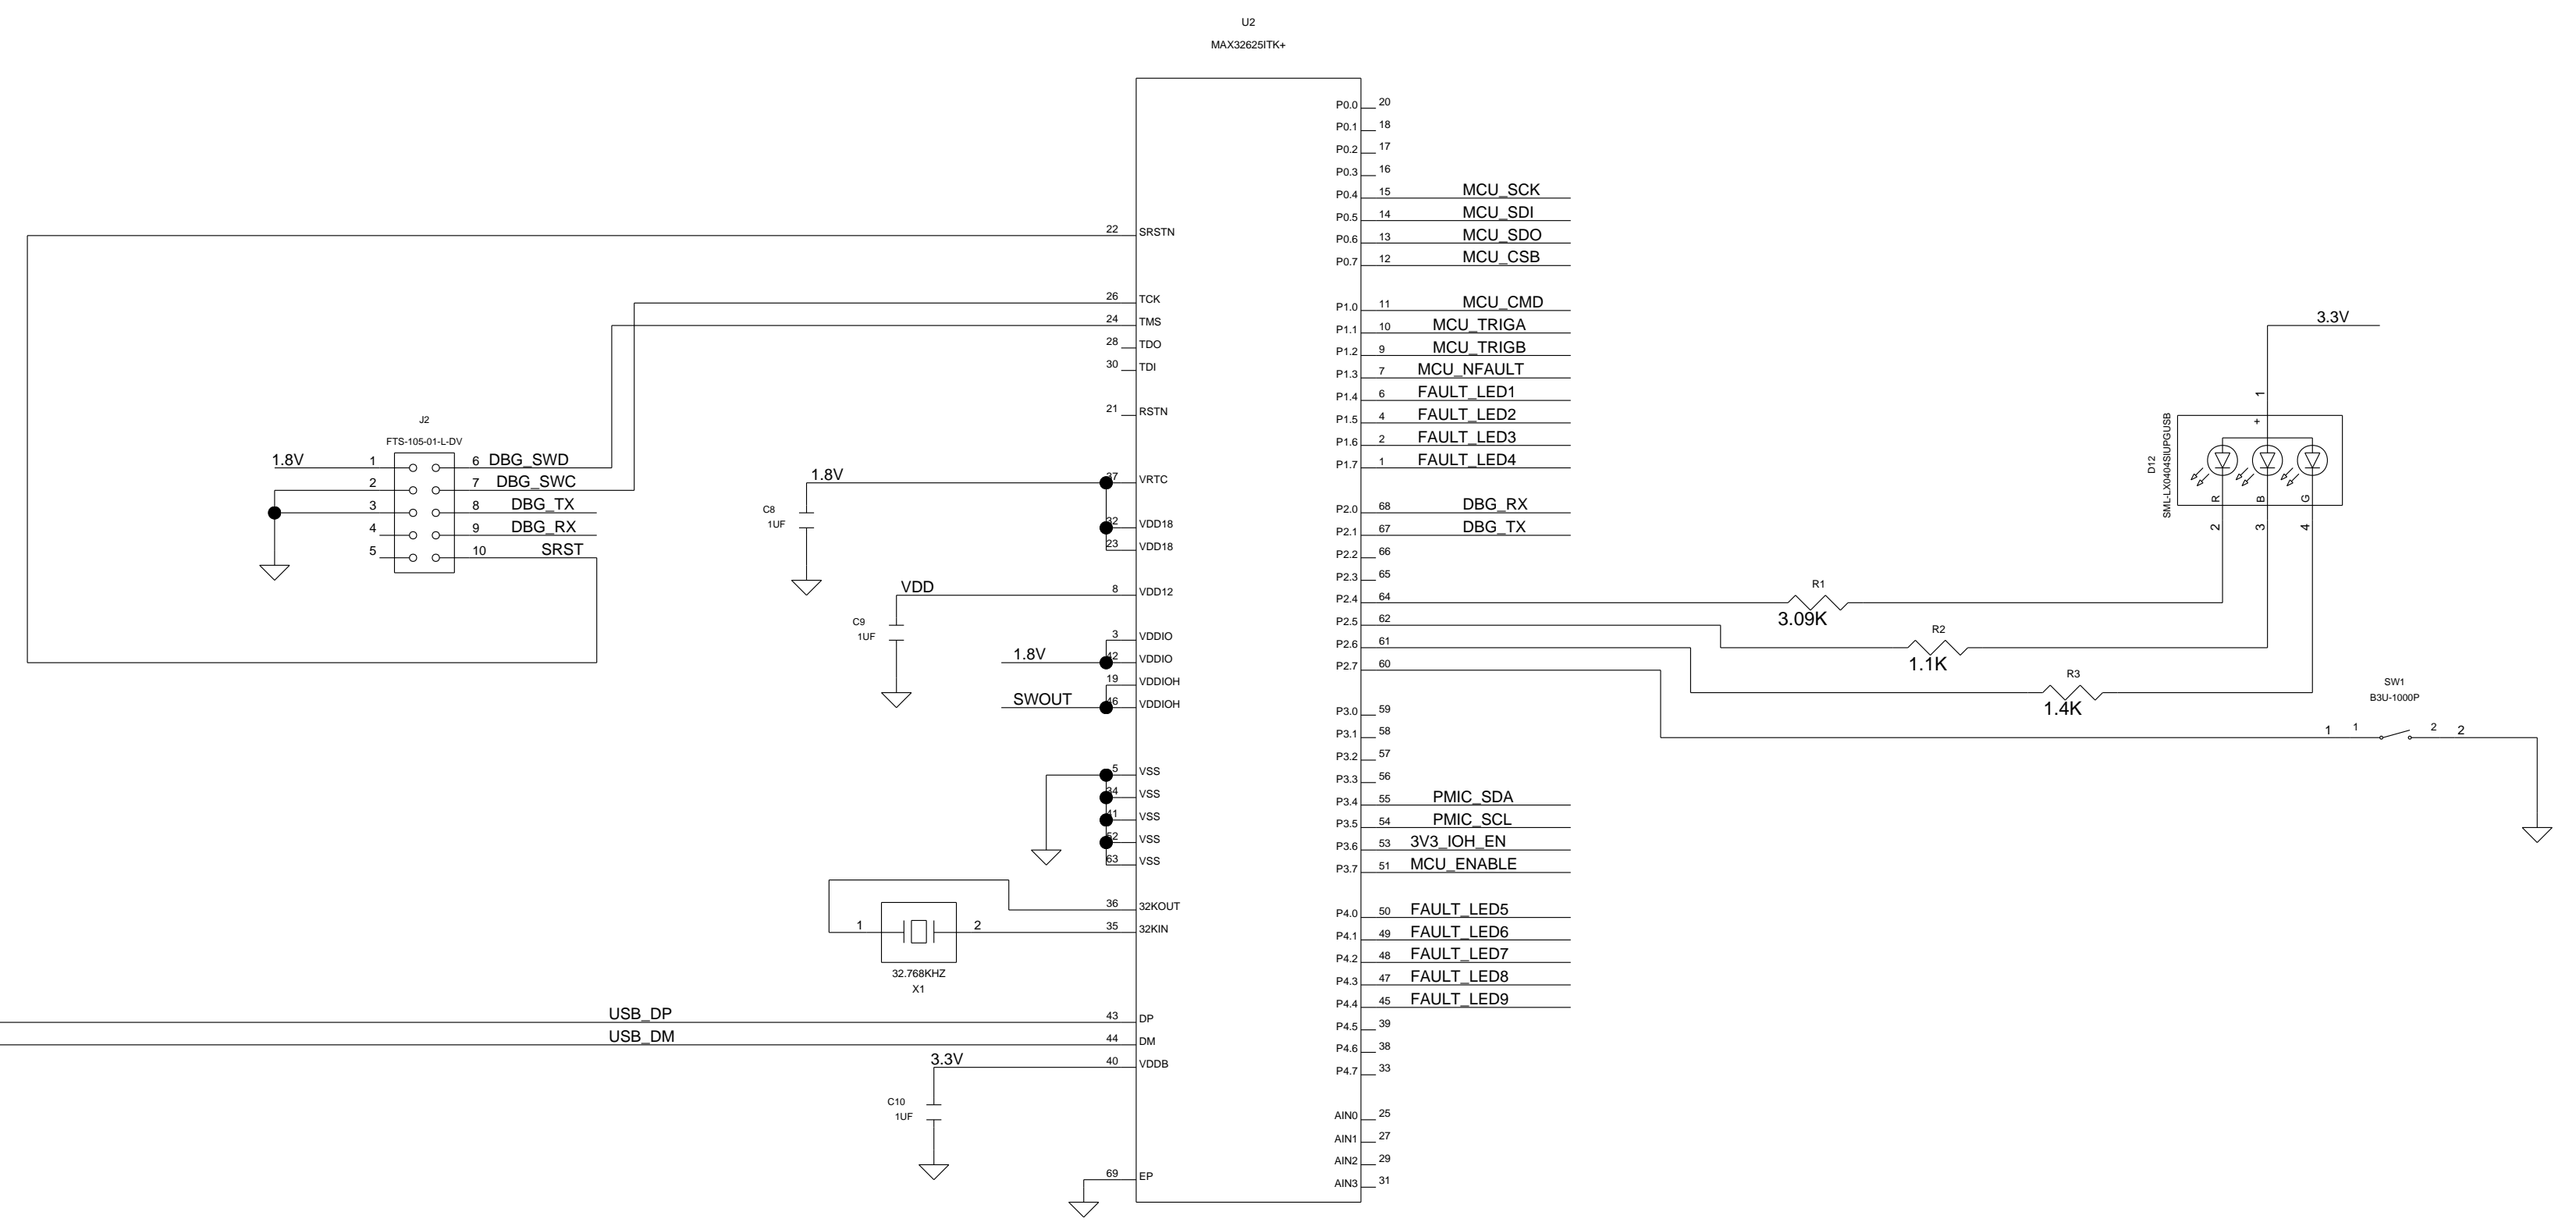 U2
MAX32625ITK+
P0.0 20
P0.1 18
P0.2 17
P0.3 16
P0.4 15 MCU_SCK
P0.5 14 MCU_SDI
22 SRSTN
P0.6 13 MCU_SDO
P0.7 12 MCU_CSB
26 TCK
P1.0 11 MCU_CMD
24 TMS
P1.1 10 MCU_TRIGA
3.3V
28 TDO
P1.2 9 MCU_TRIGB
30 TDI
P1.3 7 MCU_NFAULT
P1.4 6 FAULT_LED1
21 RSTN
P1.5 4 FAULT_LED2
P1.6 2 FAULT_LED3
P1.7 1 FAULT_LED4
J2
FTS-105-01-L-DV
1.8V 1 6 DBG_SWD
2 7 DBG_SWC
3 8 DBG_TX
4 9 DBG_RX
5 10 SRST
1 +
D12
SML-LX0404SIUPGUSB
R B G
2 3 4
1.8V 37 VRTC
C8
1UF
32 VDD18
23 VDD18
P2.0 68 DBG_RX
P2.1 67 DBG_TX
P2.2 66
P2.3 65
VDD 8 VDD12
C9
1UF
P2.4 64
R1
3.09K
P2.5 62
R2
1.1K
P2.6 61
R3
1.4K
P2.7 60
3 VDDIO
1.8V 42 VDDIO
19 VDDIOH
SWOUT 46 VDDIOH
SW1
B3U-1000P
1 1 2 2
P3.0 59
P3.1 58
P3.2 57
P3.3 56
P3.4 55 PMIC_SDA
P3.5 54 PMIC_SCL
P3.6 53 3V3_IOH_EN
P3.7 51 MCU_ENABLE
5 VSS
34 VSS
41 VSS
52 VSS
63 VSS
36 32KOUT
1 2 35 32KIN
32.768KHZ
X1
P4.0 50 FAULT_LED5
P4.1 49 FAULT_LED6
P4.2 48 FAULT_LED7
P4.3 47 FAULT_LED8
P4.4 45 FAULT_LED9
P4.5 39
P4.6 38
P4.7 33
USB_DP 43 DP
USB_DM 44 DM
3.3V 40 VDDB
C10
1UF
AIN0 25
AIN1 27
AIN2 29
AIN3 31
69 EP